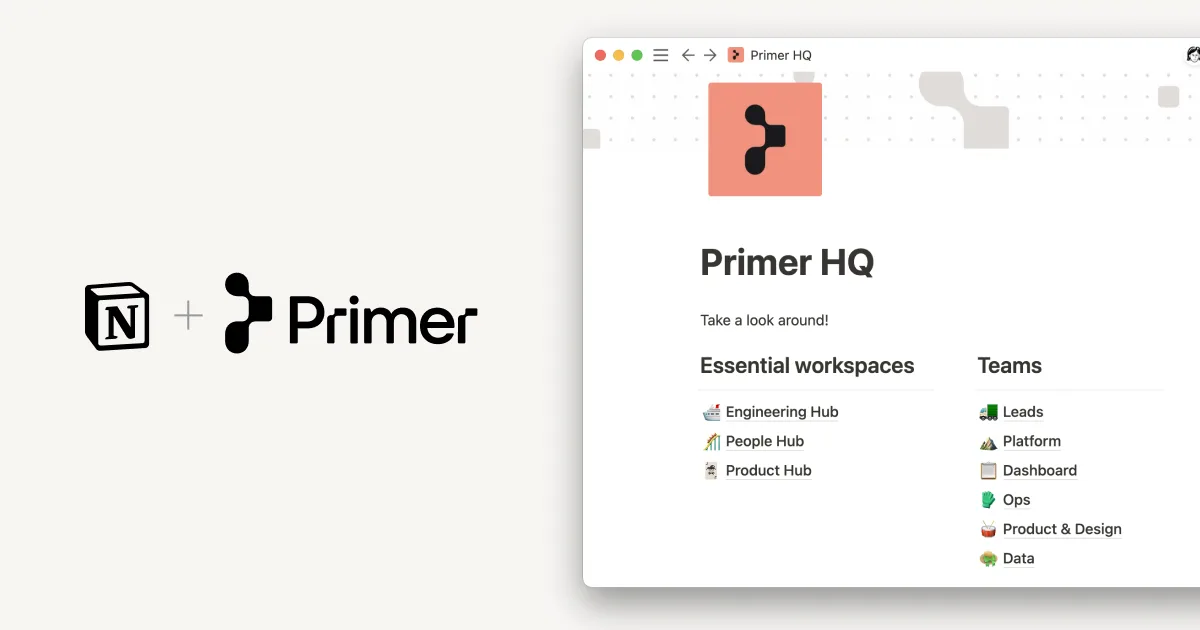 N + Primer
Primer HQ
Primer HQ
Take a look around!
Essential workspaces
Engineering Hub
People Hub
Product Hub
Teams
Leads
Platform
Dashboard
Ops
Product & Design
Data